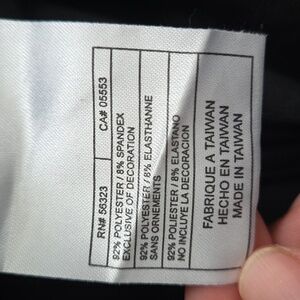 RN# 56323 CA# 05553
92% POLYESTER / 8% SPANDEX
EXCLUSIVE OF DECORATION
92% POLYESTER / 8% ELASTHANNE
SANS ORNEMENTS
92% POLIESTER / 8% ELASTANO
NO INCLUYE LA DECORACION
FABRIQUE A TAIWAN
HECHO EN TAIWAN
MADE IN TAIWAN